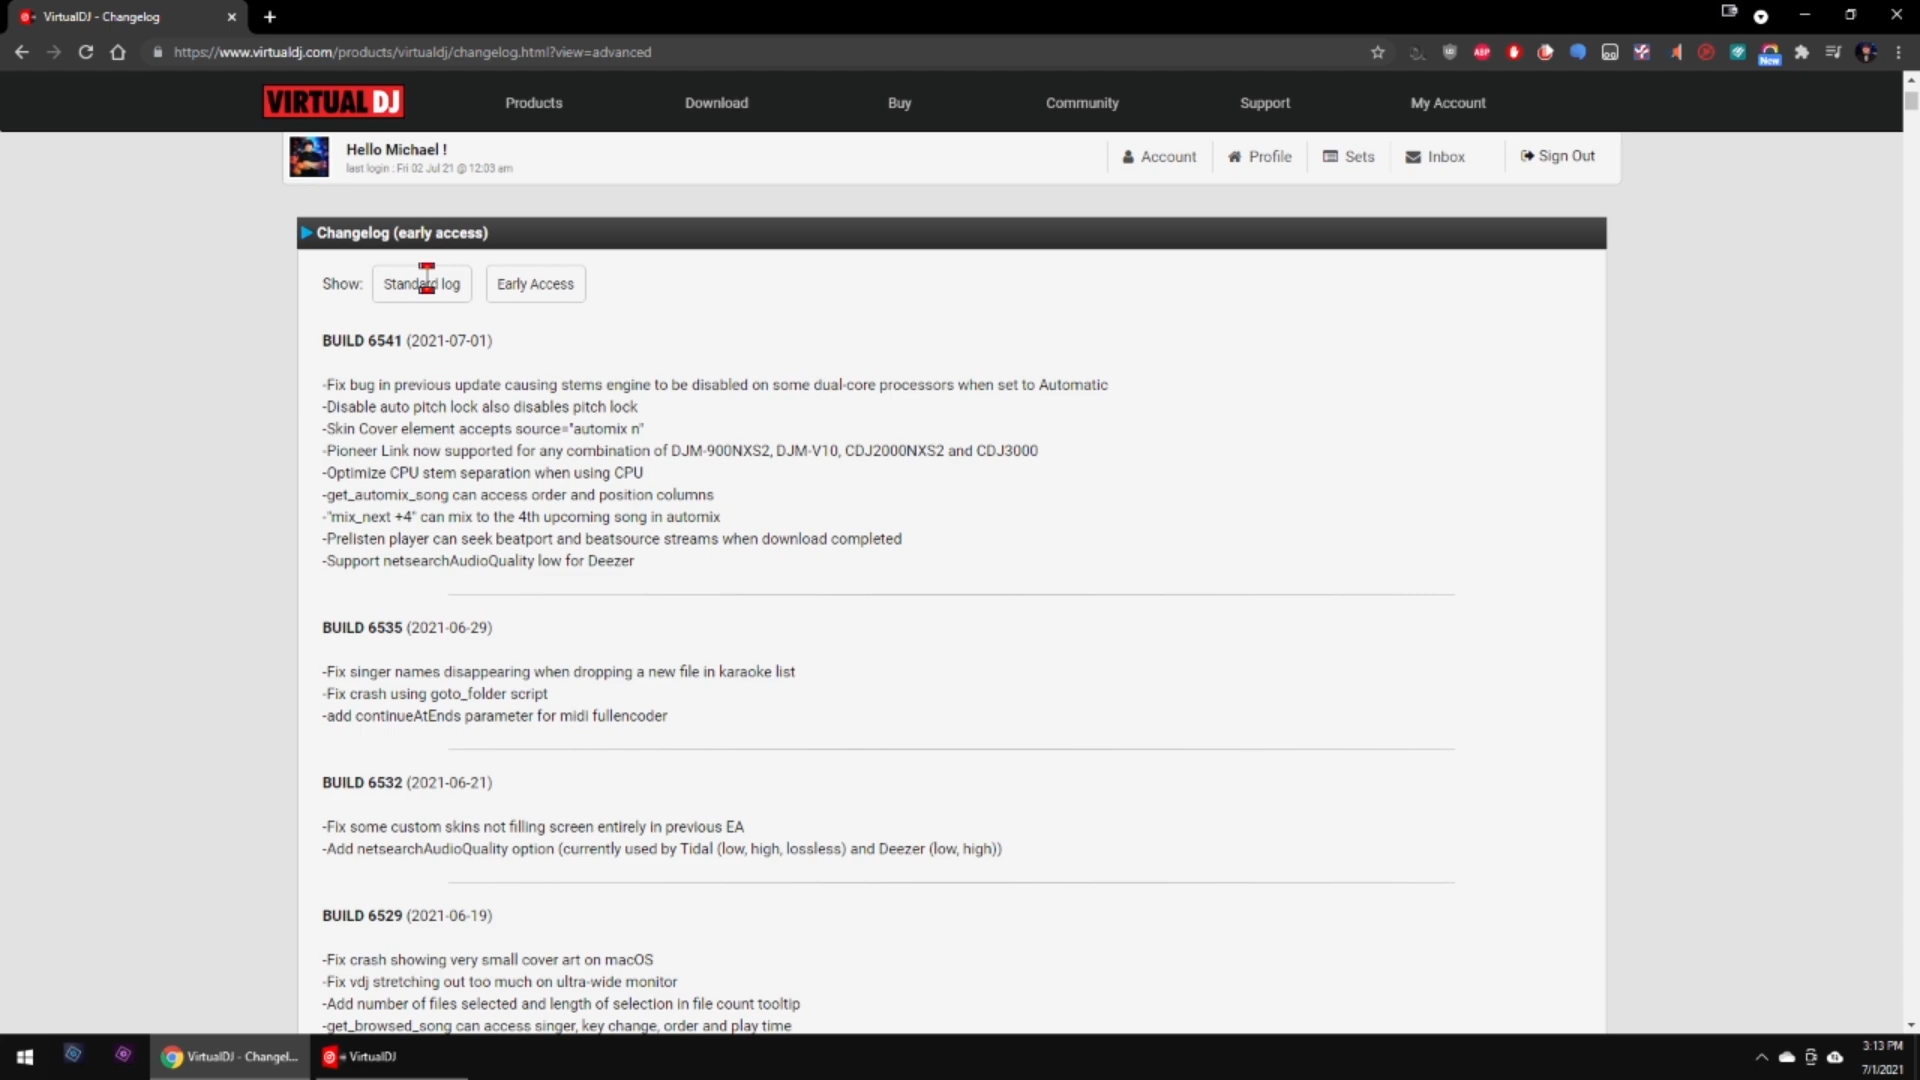 VirtualDJ - Changelog
https://www.virtualdj.com/products/virtualdj/changelog.html?view=advanced
ABP
New
VIRTUAL DJ
Products
Download
Buy
Community
Support
My Account
Hello Michael !
last login : Fri 02 Jul 21 @ 12:03 am
Account
Profile
Sets
Inbox
Sign Out
Changelog (early access)
Show:
Standard log
Early Access
BUILD 6541 (2021-07-01)
-Fix bug in previous update causing stems engine to be disabled on some dual-core processors when set to Automatic
-Disable auto pitch lock also disables pitch lock
-Skin Cover element accepts source="automix n"
-Pioneer Link now supported for any combination of DJM-900NXS2, DJM-V10, CDJ2000NXS2 and CDJ3000
-Optimize CPU stem separation when using CPU
-get_automix_song can access order and position columns
-"mix_next +4" can mix to the 4th upcoming song in automix
-Prelisten player can seek beatport and beatsource streams when download completed
-Support netsearchAudioQuality low for Deezer
BUILD 6535 (2021-06-29)
-Fix singer names disappearing when dropping a new file in karaoke list
-Fix crash using goto_folder script
-add continueAtEnds parameter for midi fullencoder
BUILD 6532 (2021-06-21)
-Fix some custom skins not filling screen entirely in previous EA
-Add netsearchAudioQuality option (currently used by Tidal (low, high, lossless) and Deezer (low, high))
BUILD 6529 (2021-06-19)
-Fix crash showing very small cover art on macOS
-Fix vdj stretching out too much on ultra-wide monitor
-Add number of files selected and length of selection in file count tooltip
-get_browsed_song can access singer, key change, order and play time
VirtualDJ - Changel...
VirtualDJ
3:13 PM
7/1/2021